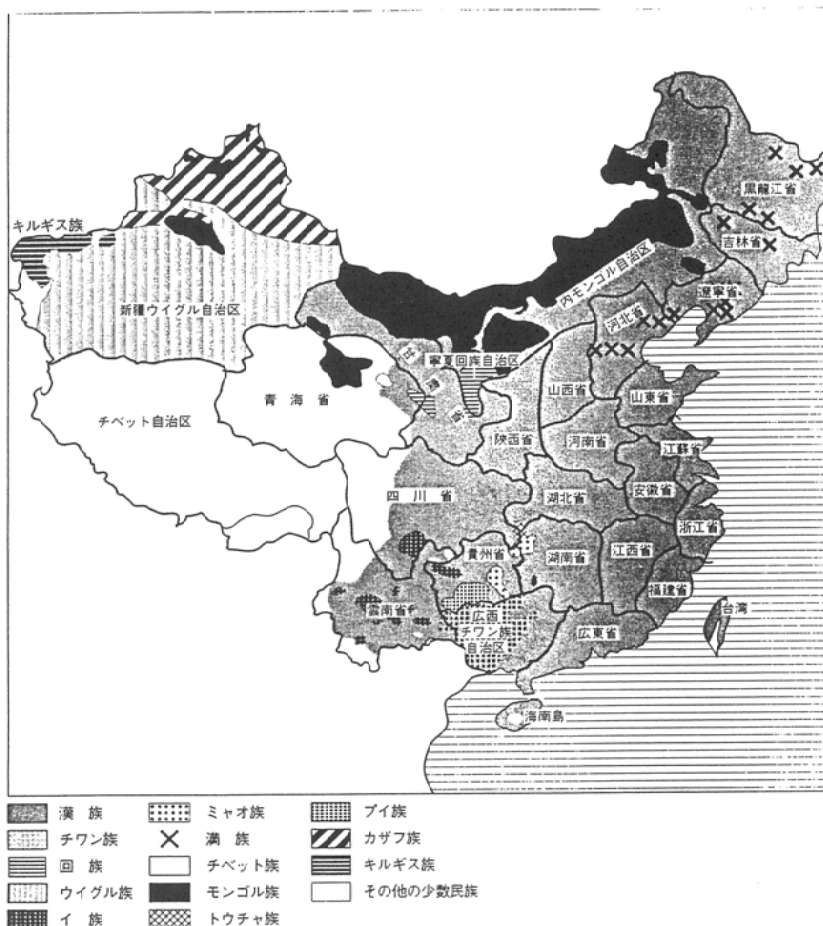 黒龍江省
キルギス族
吉林省
内モンゴル自治区
遼寧省
新疆ウイグル自治区
河北省
寧夏回族自治区
甘粛省
山西省
青海省
山東省
チベット自治区
陝西省
河南省
江蘇省
四川省
湖北省
安徽省
浙江省
貴州省
湖南省
江西省
福建省
雲南省
広西
チワン族
自治区
広東省
台湾
海南島
漢族
チワン族
回族
ウイグル族
イ族
ミャオ族
満族
チベット族
モンゴル族
トウチャ族
ブイ族
カザフ族
キルギス族
その他の少数民族